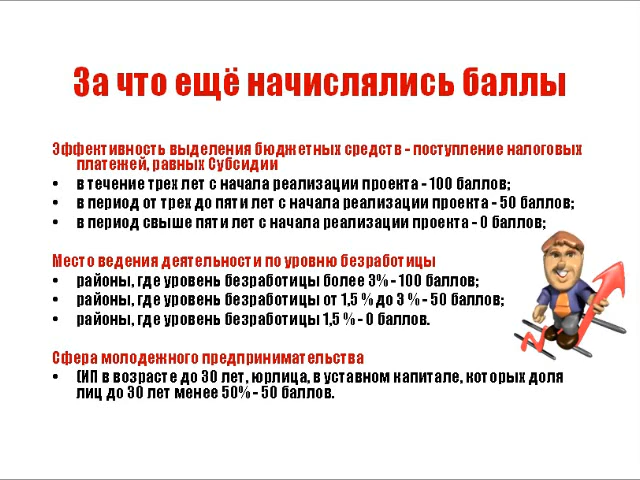 За что ещё начислялись баллы
Эффективность выделения бюджетных средств - поступление налоговых
платежей, равных Субсидии
• в течение трех лет с начала реализации проекта - 100 баллов;
• в период от трех до пяти лет с начала реализации проекта - 50 баллов;
• в период свыше пяти лет с начала реализации проекта - 0 баллов;
Место ведения деятельности по уровню безработицы
• районы, где уровень безработицы более 3% - 100 баллов;
• районы, где уровень безработицы от 1,5 % до 3 % - 50 баллов;
• районы, где уровень безработицы 1,5 % - 0 баллов.
Сфера молодежного предпринимательства
• (ИП в возрасте до 30 лет, юрлица, в уставном капитале, которых доля
лиц до 30 лет менее 50% - 50 баллов.